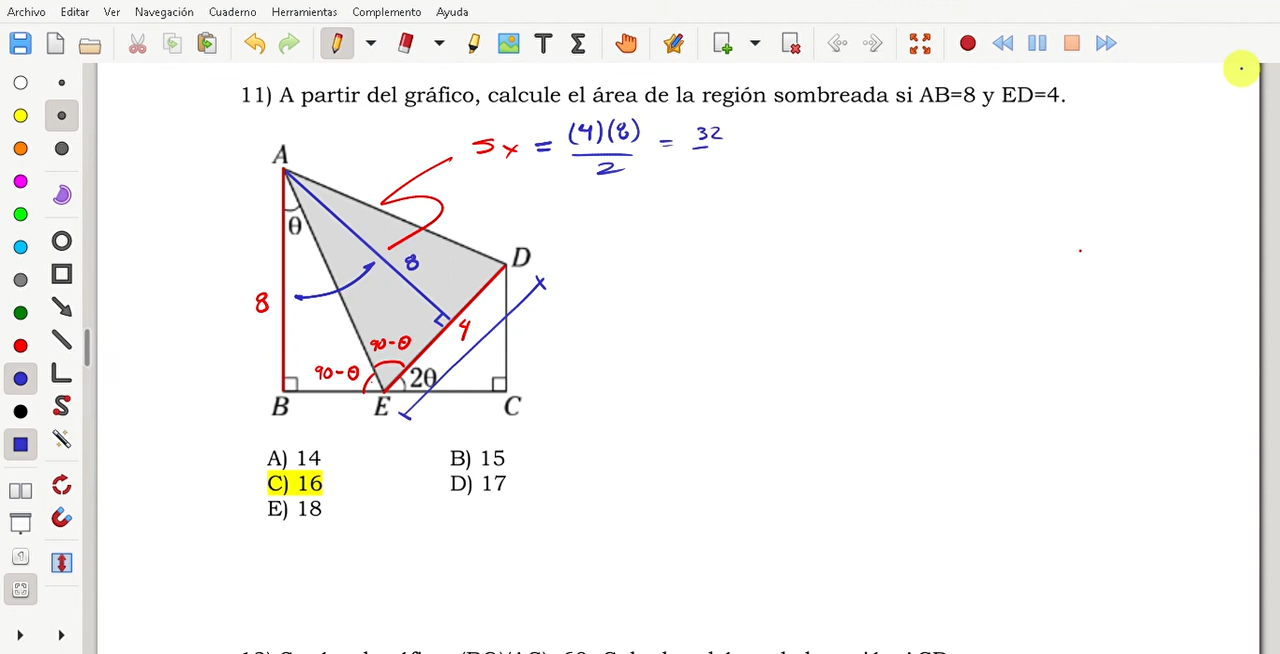 Archivo Editar Ver Navegación Cuaderno Herramientas Complemento Ayuda
11) A partir del gráfico, calcule el área de la región sombreada si AB=8 y ED=4.
Sx = (4)(8) / 2 = 32
A
θ
D
8
8
4
90-θ
90-θ
2θ
B E C
A) 14 B) 15
C) 16 D) 17
E) 18